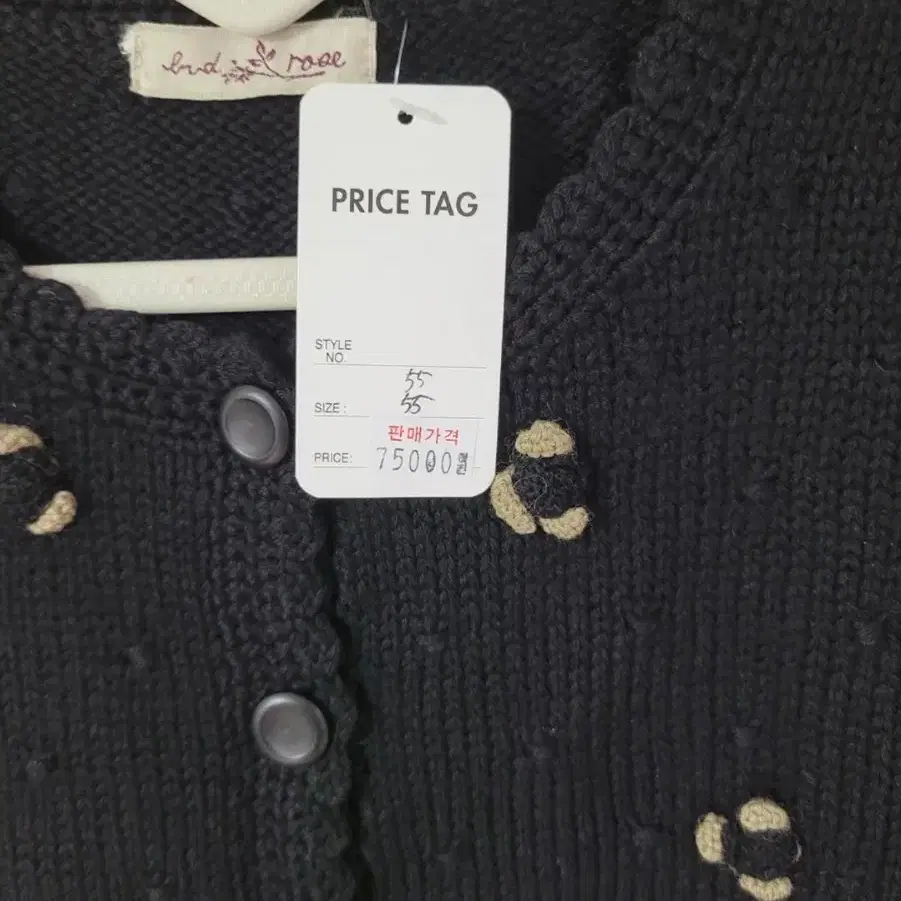 bud rose
PRICE TAG
STYLE
NO.
55
SIZE : 55
판매가격
PRICE: 75000원